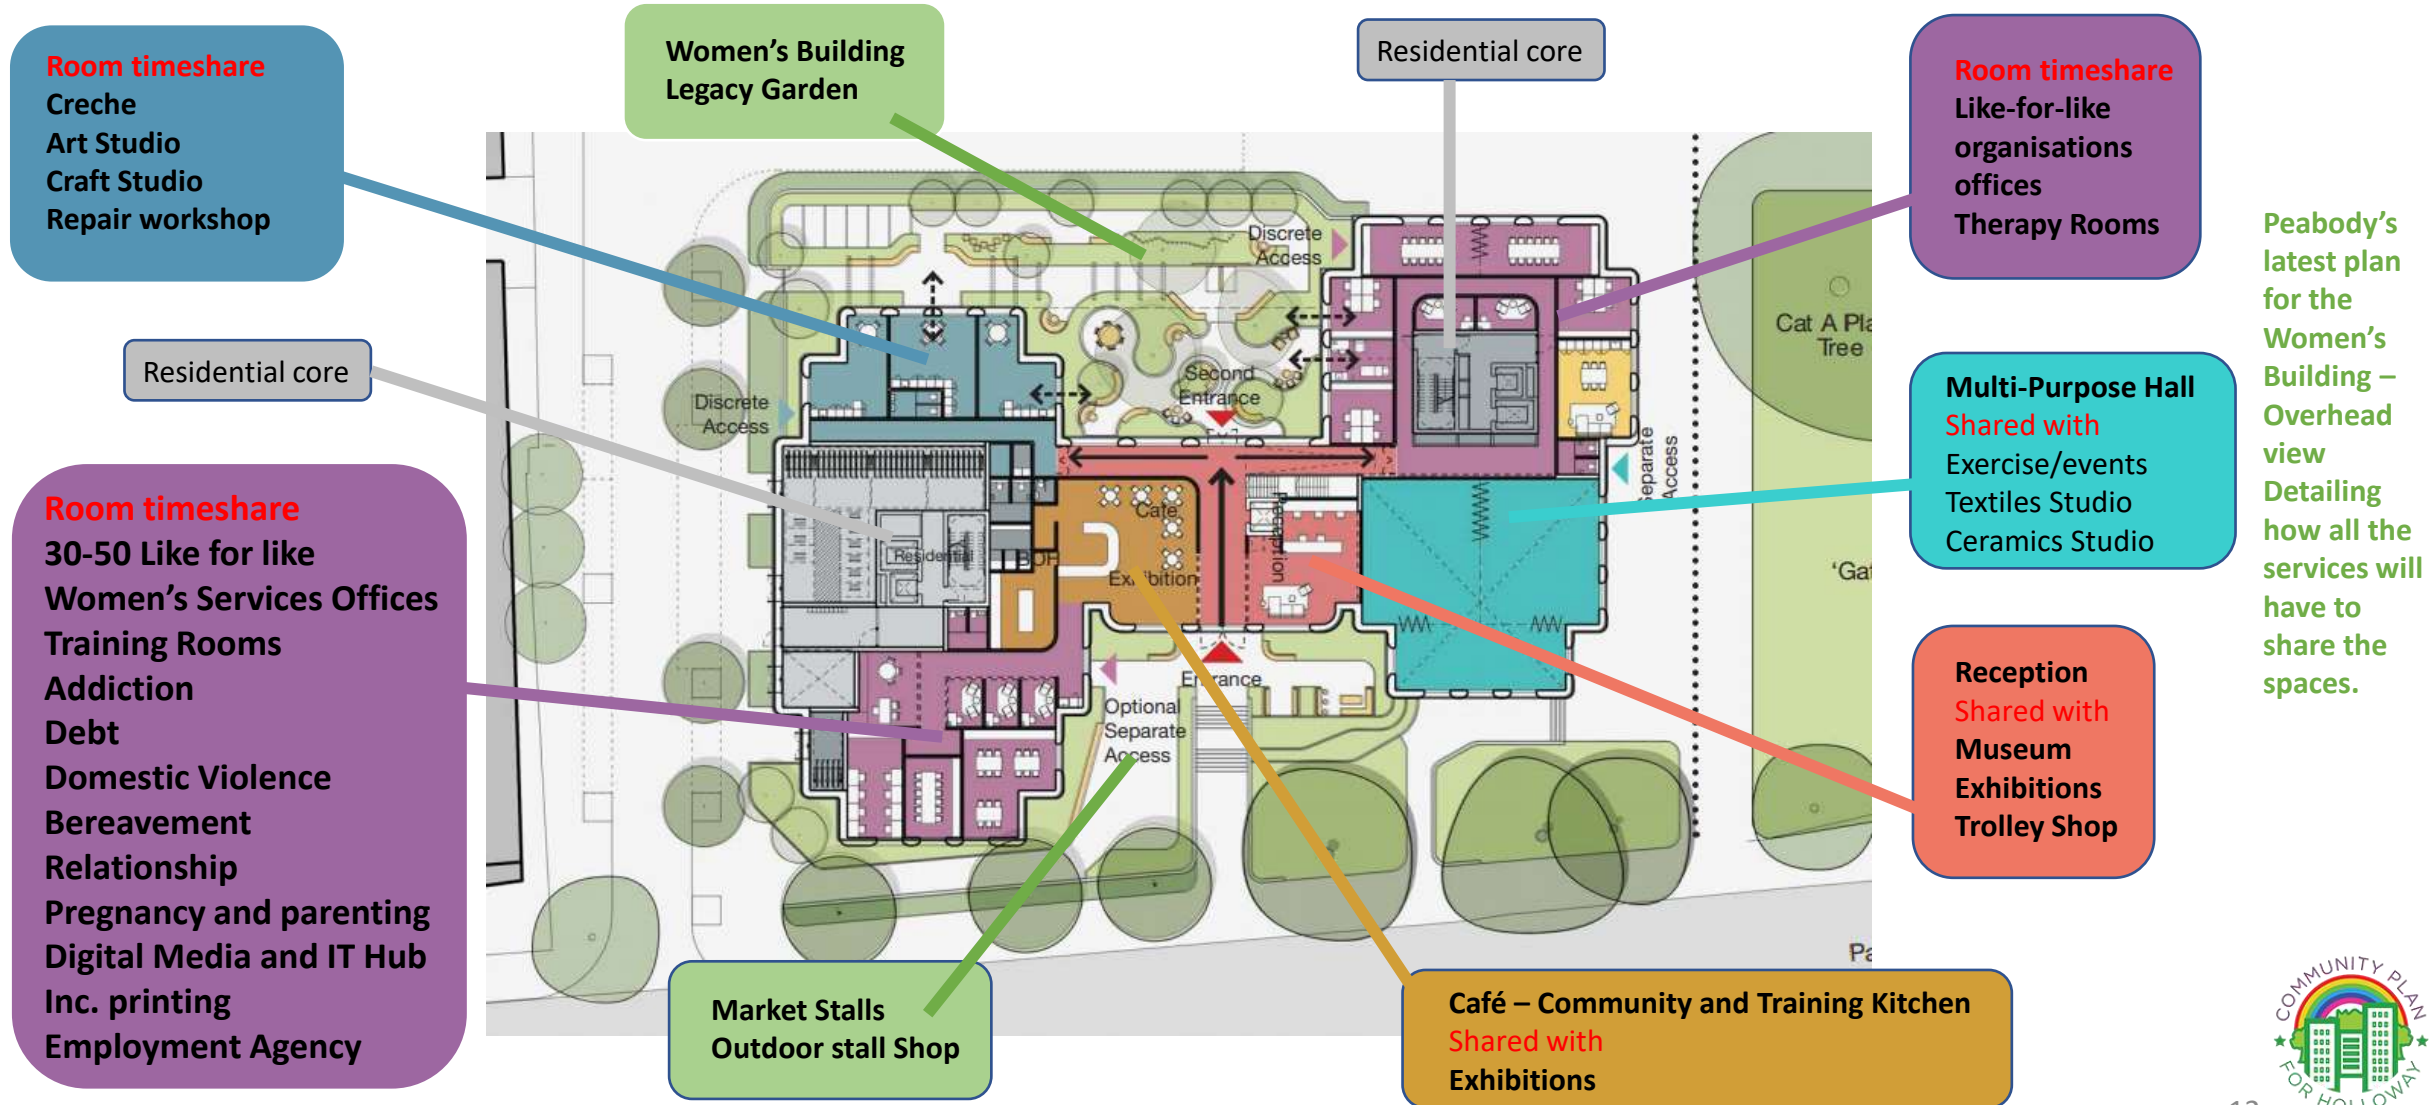 Room timeshare
Creche
Art Studio
Craft Studio
Repair workshop
Women’s Building
Legacy Garden
Residential core
Room timeshare
Like-for-like
organisations
offices
Therapy Rooms
Peabody’s
latest plan
for the
Women’s
Building –
Overhead
view
Detailing
how all the
services will
have to
share the
spaces.
Residential core
Room timeshare
30-50 Like for like
Women’s Services Offices
Training Rooms
Addiction
Debt
Domestic Violence
Bereavement
Relationship
Pregnancy and parenting
Digital Media and IT Hub
Inc. printing
Employment Agency
Discrete
Access
Discrete
Access
Second
Entrance
Cat A Pla
Tree
Separate
Access
Cafe
Reception
Residential
BOH
Exhibition
Entrance
Optional
Separate
Access
'Gat
Pa
Multi-Purpose Hall
Shared with
Exercise/events
Textiles Studio
Ceramics Studio
Reception
Shared with
Museum
Exhibitions
Trolley Shop
Market Stalls
Outdoor stall Shop
Café – Community and Training Kitchen
Shared with
Exhibitions
COMMUNITY PLAN
FOR HOLLOWAY